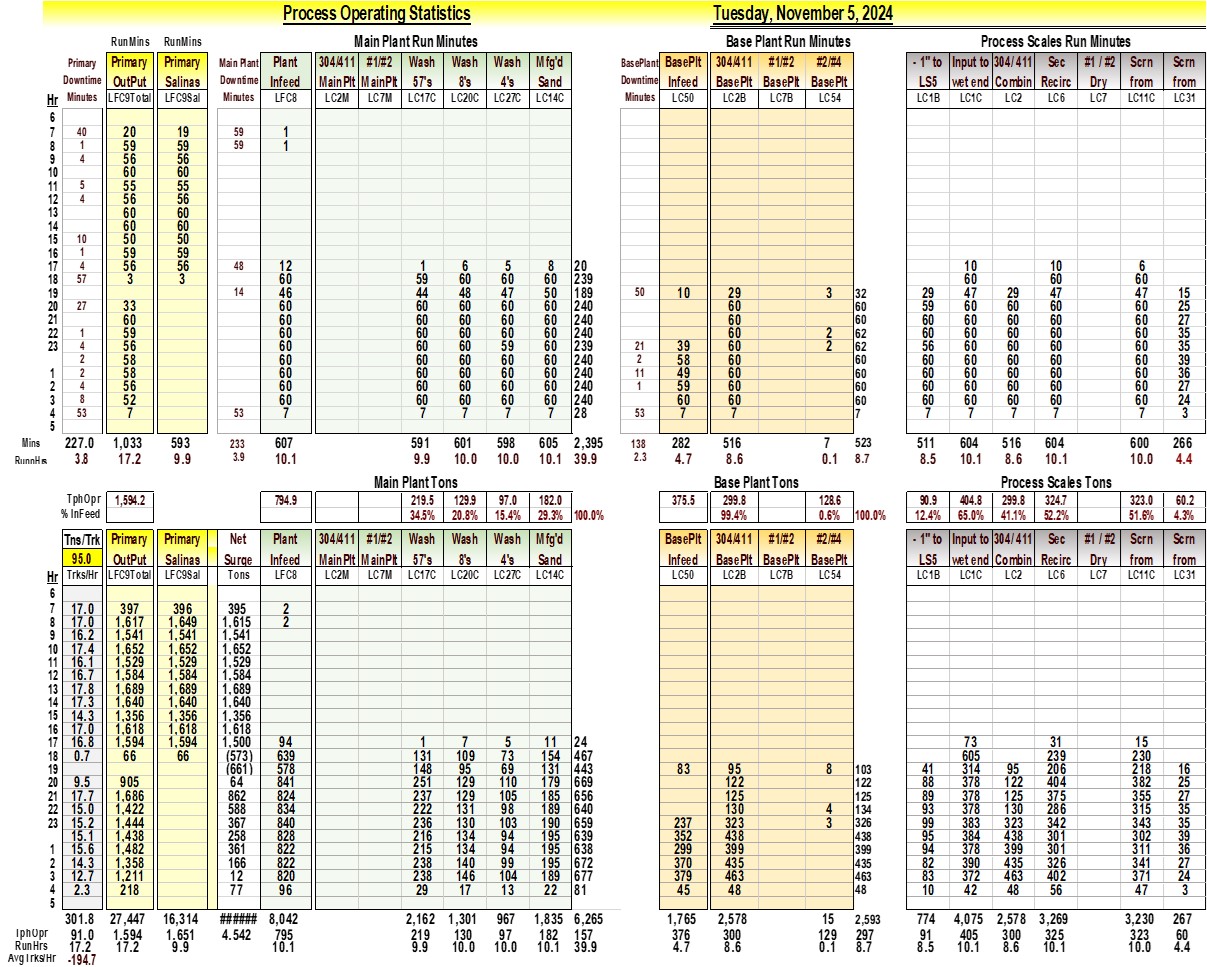 Process Operating Statistics Tuesday, November 5, 2024
RunMins RunMins Main Plant Run Minutes Base Plant Run Minutes Process Scales Run Minutes
Primary Primary Primary Main Plant Plant 304/411 #1/#2 Wash Wash Wash Mfg'd BasePlant BasePlt 304/411 #1/#2 #2/#4 - 1" to Input to 304/411 Sec #1 / #2 Scrn Scrn
Downtime OutPut Salinas Downtime Infeed MainPlt MainPlt 57's 8's 4's Sand Downtime Infeed BasePlt BasePlt BasePlt LS5 wet end Combin Recirc Dry from from
Hr Minutes LFC9Total LFC9Sal Minutes LFC8 LC2M LC7M LC17C LC20C LC27C LC14C Minutes LC50 LC2B LC7B LC54 LC1B LC1C LC2 LC6 LC7 LC11C LC31
6
7 40 20 19 59 1
8 1 59 59 59 1
9 4 56 56
10 60 60
11 5 55 55
12 4 56 56
13 60 60
14 60 60
15 10 50 50
16 1 59 59
17 4 56 56 48 12 1 6 5 8 20 10 10 6
18 57 3 3 60 59 60 60 60 239 60 60 60
19 14 46 44 48 47 50 189 50 10 29 3 32 29 47 29 47 47 15
20 27 33 60 60 60 60 60 240 60 60 59 60 60 60 60 25
21 60 60 60 60 60 60 240 60 60 60 60 60 60 60 27
22 1 59 60 60 60 60 60 240 60 2 62 60 60 60 60 60 35
23 4 56 60 60 60 59 60 239 21 39 60 2 62 56 60 60 60 60 35
2 58 60 60 60 60 60 240 2 58 60 60 60 60 60 60 60 39
1 2 58 60 60 60 60 60 240 11 49 60 60 60 60 60 60 60 36
2 4 56 60 60 60 60 60 240 1 59 60 60 60 60 60 60 60 27
3 8 52 60 60 60 60 60 240 60 60 60 60 60 60 60 60 24
4 53 7 53 7 7 7 7 7 28 53 7 7 7 7 7 7 7 7 3
5
Mins 227.0 1,033 593 233 607 591 601 598 605 2,395 138 282 516 7 523 511 604 516 604 600 266
RunnHrs 3.8 17.2 9.9 3.9 10.1 9.9 10.0 10.0 10.1 39.9 2.3 4.7 8.6 0.1 8.7 8.5 10.1 8.6 10.1 10.0 4.4
Main Plant Tons Base Plant Tons Process Scales Tons
TphOpr 1,594.2 794.9 219.5 129.9 97.0 182.0 375.5 299.8 128.6 90.9 404.8 299.8 324.7 323.0 60.2
% InFeed 34.5% 20.8% 15.4% 29.3% 100.0% 99.4% 0.6% 100.0% 12.4% 65.0% 41.1% 52.2% 51.6% 4.3%
Tns/Trk Primary Primary Net Plant 304/411 #1/#2 Wash Wash Wash Mfg'd BasePlt 304/411 #1/#2 #2/#4 - 1" to Input to 304/411 Sec #1 / #2 Scrn Scrn
95.0 OutPut Salinas Surge Infeed MainPlt MainPlt 57's 8's 4's Sand Infeed BasePlt BasePlt BasePlt LS5 wet end Combin Recirc Dry from from
Hr Trks/Hr LFC9Total LFC9Sal Tons LFC8 LC2M LC7M LC17C LC20C LC27C LC14C LC50 LC2B LC7B LC54 LC1B LC1C LC2 LC6 LC7 LC11C LC31
6
7 17.0 397 396 395 2
8 17.0 1,617 1,649 1,615 2
9 16.2 1,541 1,541 1,541
10 17.4 1,652 1,652 1,652
11 16.1 1,529 1,529 1,529
12 16.7 1,584 1,584 1,584
13 17.8 1,689 1,689 1,689
14 17.3 1,640 1,640 1,640
15 14.3 1,356 1,356 1,356
16 17.0 1,618 1,618 1,618
17 16.8 1,594 1,594 1,500 94 1 7 5 11 24 73 31 15
18 0.7 66 66 (573) 639 131 109 73 154 467 605 239 230
19 (661) 578 148 95 69 131 443 83 95 8 103 41 314 95 206 218 16
20 9.5 905 64 841 251 129 110 179 669 122 122 88 378 122 404 382 25
21 17.7 1,686 862 824 237 129 105 185 656 125 125 89 378 125 375 355 27
22 15.0 1,422 588 834 222 131 98 189 640 130 4 134 93 378 130 286 315 35
23 15.2 1,444 367 840 236 130 103 190 659 237 323 3 326 99 383 323 342 343 35
15.1 1,438 258 828 216 134 94 195 639 352 438 438 95 384 438 301 302 39
1 15.6 1,482 361 822 215 134 94 195 638 299 399 399 94 378 399 301 311 36
2 14.3 1,358 166 822 238 140 99 195 672 370 435 435 82 390 435 326 341 27
3 12.7 1,211 12 820 238 146 104 189 677 379 463 463 83 372 463 402 371 24
4 2.3 218 77 96 29 17 13 22 81 45 48 48 10 42 48 56 47 3
5
301.8 27,447 16,314 ###### 8,042 2,162 1,301 967 1,835 6,265 1,765 2,578 15 2,593 774 4,075 2,578 3,269 3,230 267
TphOpr 91.0 1,594 1,651 4.542 795 219 130 97 182 157 376 300 129 297 91 405 300 325 323 60
RunHrs 17.2 17.2 9.9 10.1 9.9 10.0 10.0 10.1 39.9 4.7 8.6 0.1 8.7 8.5 10.1 8.6 10.1 10.0 4.4
AvgTrks/Hr -194.7